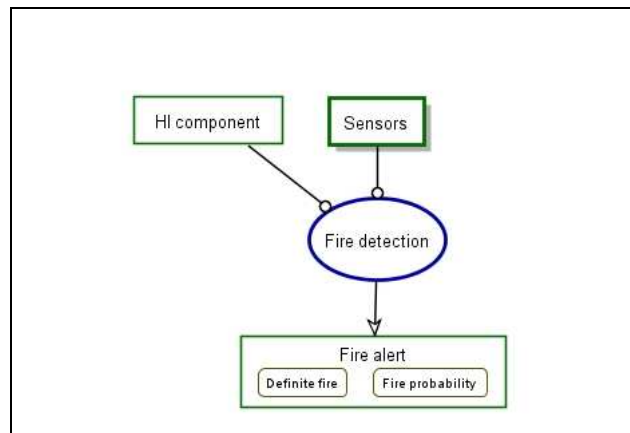 HI component
Sensors
Fire detection
Fire alert
Definite fire
Fire probability